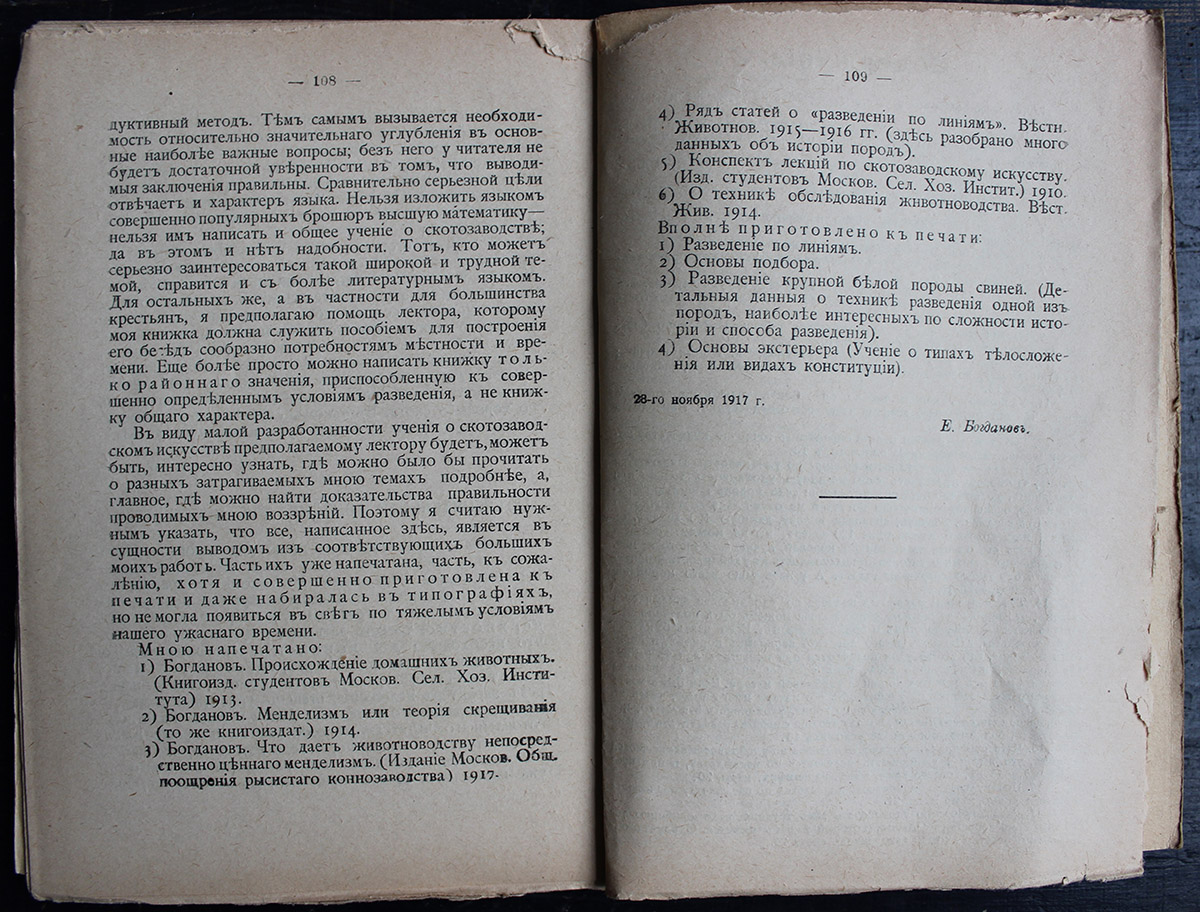 — 108 —
дуктивный методъ. Тѣмъ самымъ вызывается необходи-
мость относительно значительнаго углубленія въ основ-
ные наиболѣе важные вопросы; безъ него у читателя не
будетъ достаточной увѣренности въ томъ, что выводи-
мыя заключенія правильны. Сравнительно серьезной цѣли
отвѣчаетъ и характеръ языка. Нельзя изложить языкомъ
совершенно популярныхъ брошюръ высшую математику—
нельзя имъ написать и общее ученіе о скотозаводствѣ;
да въ этомъ и нѣтъ надобности. Тотъ, кто можетъ
серьезно заинтересоваться такой широкой и трудной те-
мой, справится и съ болѣе литературнымъ языкомъ.
Для остальныхъ же, а въ частности для большинства
крестьянъ, я предполагаю помощь лектора, которому
моя книжка должна служить пособіемъ для построенія
его бесѣдъ сообразно потребностямъ мѣстности и вре-
мени. Еще болѣе просто можно написать книжку толь-
ко районнаго значенія, приспособленную къ совер-
шенно опредѣленнымъ условіямъ разведенія, а не книж-
ку общаго характера.
Въ виду малой разработанности ученія о скотозавод-
скомъ искусствѣ предполагаемому лектору будетъ, можетъ
быть, интересно узнать, гдѣ можно было бы прочитать
о разныхъ затрагиваемыхъ мною темахъ подробнѣе, а,
главное, гдѣ можно найти доказательства правильности
проводимыхъ мною воззрѣній. Поэтому я считаю нуж-
нымъ указать, что все, написанное здѣсь, является въ
сущности выводомъ изъ соотвѣтствующихъ большихъ
моихъ работъ. Часть ихъ уже напечатана, часть, къ сожа-
лѣнію, хотя и совершенно приготовлена къ
печати и даже набиралась въ типографіяхъ,
но не могла появиться въ свѣтъ по тяжелымъ условіямъ
нашего ужаснаго времени.
Мною напечатано:
1) Богдановъ. Происхожденіе домашнихъ животныхъ.
(Книгоизд. студентовъ Москов. Сел. Хоз. Инсти-
тута) 1913.
2) Богдановъ. Менделизмъ или теорія скрещиванія
(то же книгоиздат.) 1914.
3) Богдановъ. Что даетъ животноводству непосред-
ственно цѣннаго менделизмъ. (Изданіе Москов. Общ.
поощренія рысистаго коннозаводства) 1917.
— 109 —
4) Рядъ статей о «разведеніи по линіямъ». Вѣстн.
Животнов. 1915—1916 гг. (здѣсь разобрано много
данныхъ объ исторіи породъ).
5) Конспектъ лекцій по скотозаводскому искусству.
(Изд. студентовъ Москов. Сел. Хоз. Инстит.) 1910.
6) О техникѣ обслѣдованія животноводства. Вѣст.
Жив. 1914.
Вполнѣ приготовлено къ печати:
1) Разведеніе по линіямъ.
2) Основы подбора.
3) Разведеніе крупной бѣлой породы свиней. (Де-
тальныя данныя о техникѣ разведенія одной изъ
породъ, наиболѣе интересныхъ по сложности исто-
ріи и способа разведенія).
4) Основы экстерьера (Ученіе о типахъ тѣлосложе-
нія или видахъ конституціи).
28-го ноября 1917 г.
Е. Богдановъ.